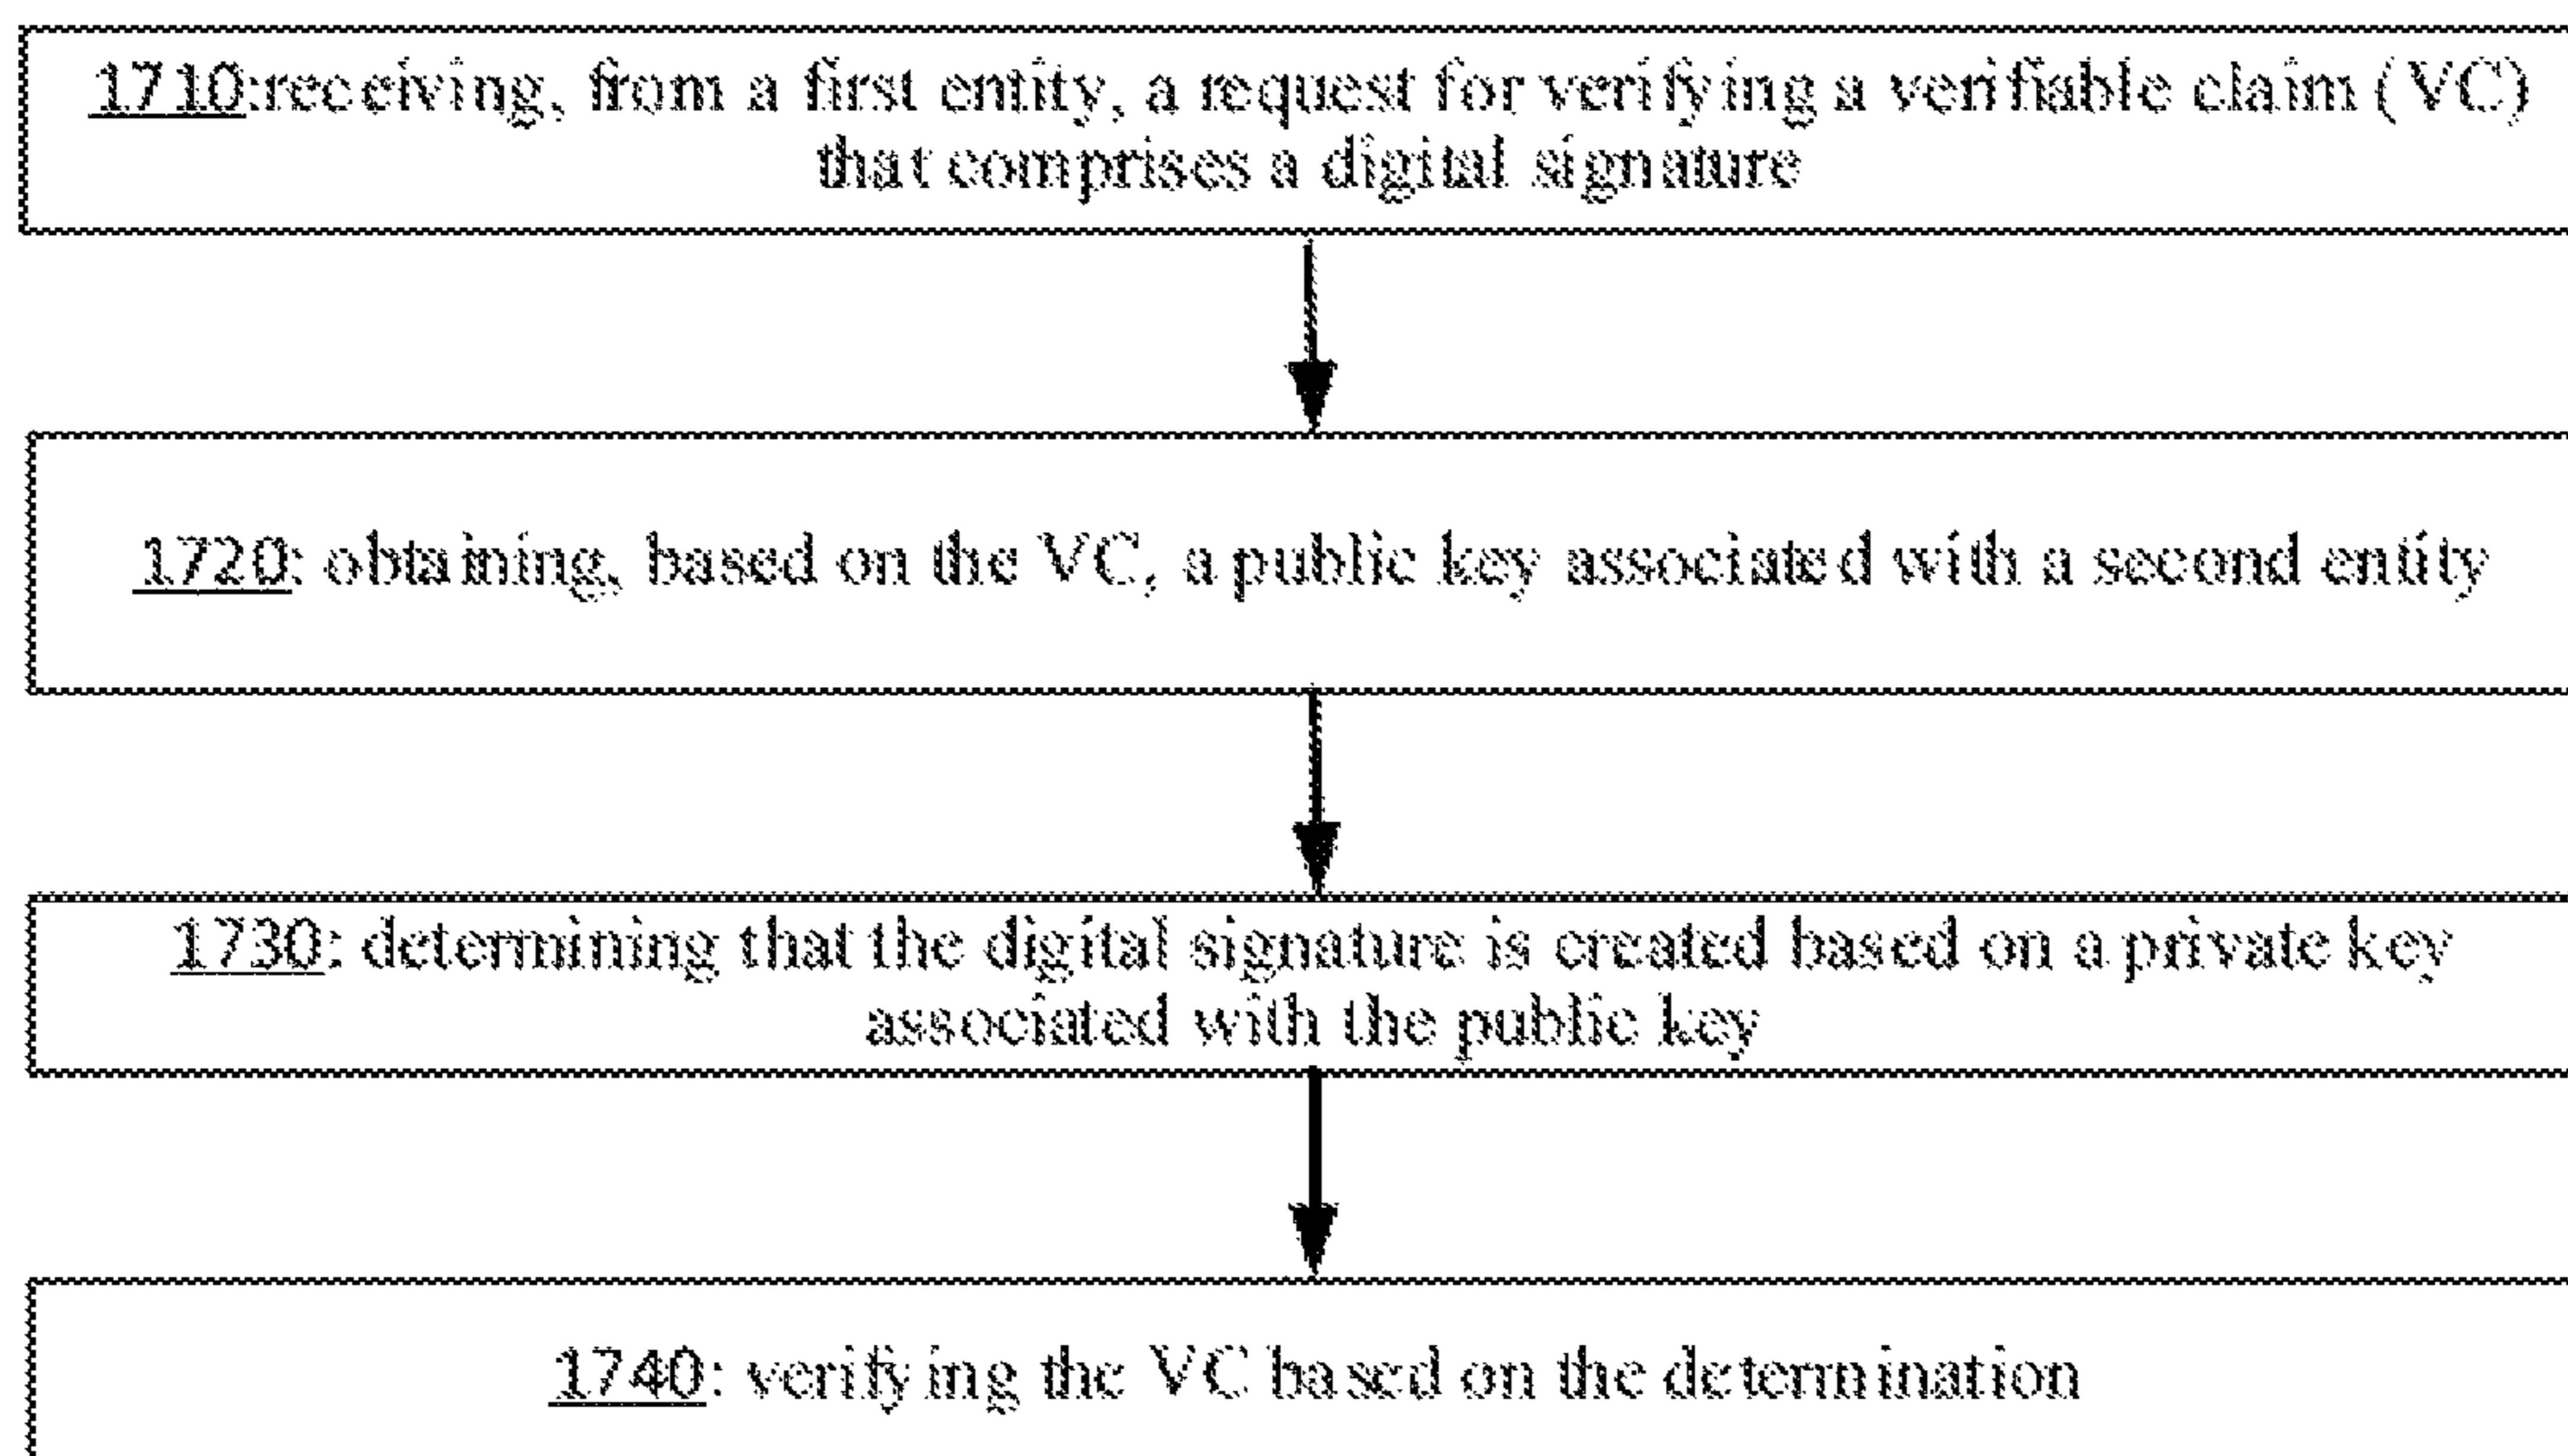 1710:receiving, from a first entity, a request for verifying a verifiable claim (VC)
that comprises a digital signature
1720: obtaining, based on the VC, a public key associated with a second entity
1730: determining that the digital signature is created based on a private key
associated with the public key
1740: verifying the VC based on the determination